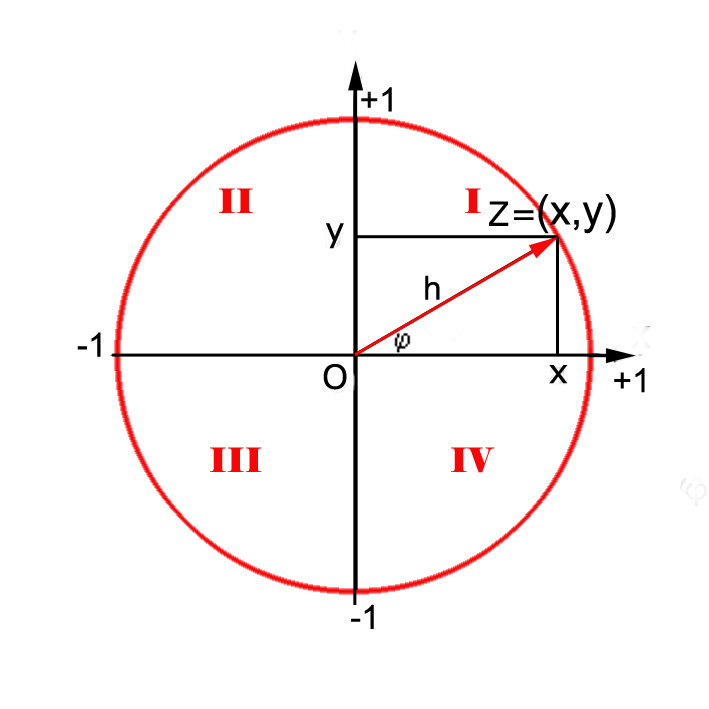 +1
II
I
Z=(x,y)
y
h
φ
-1
O
x
+1
III
IV
-1